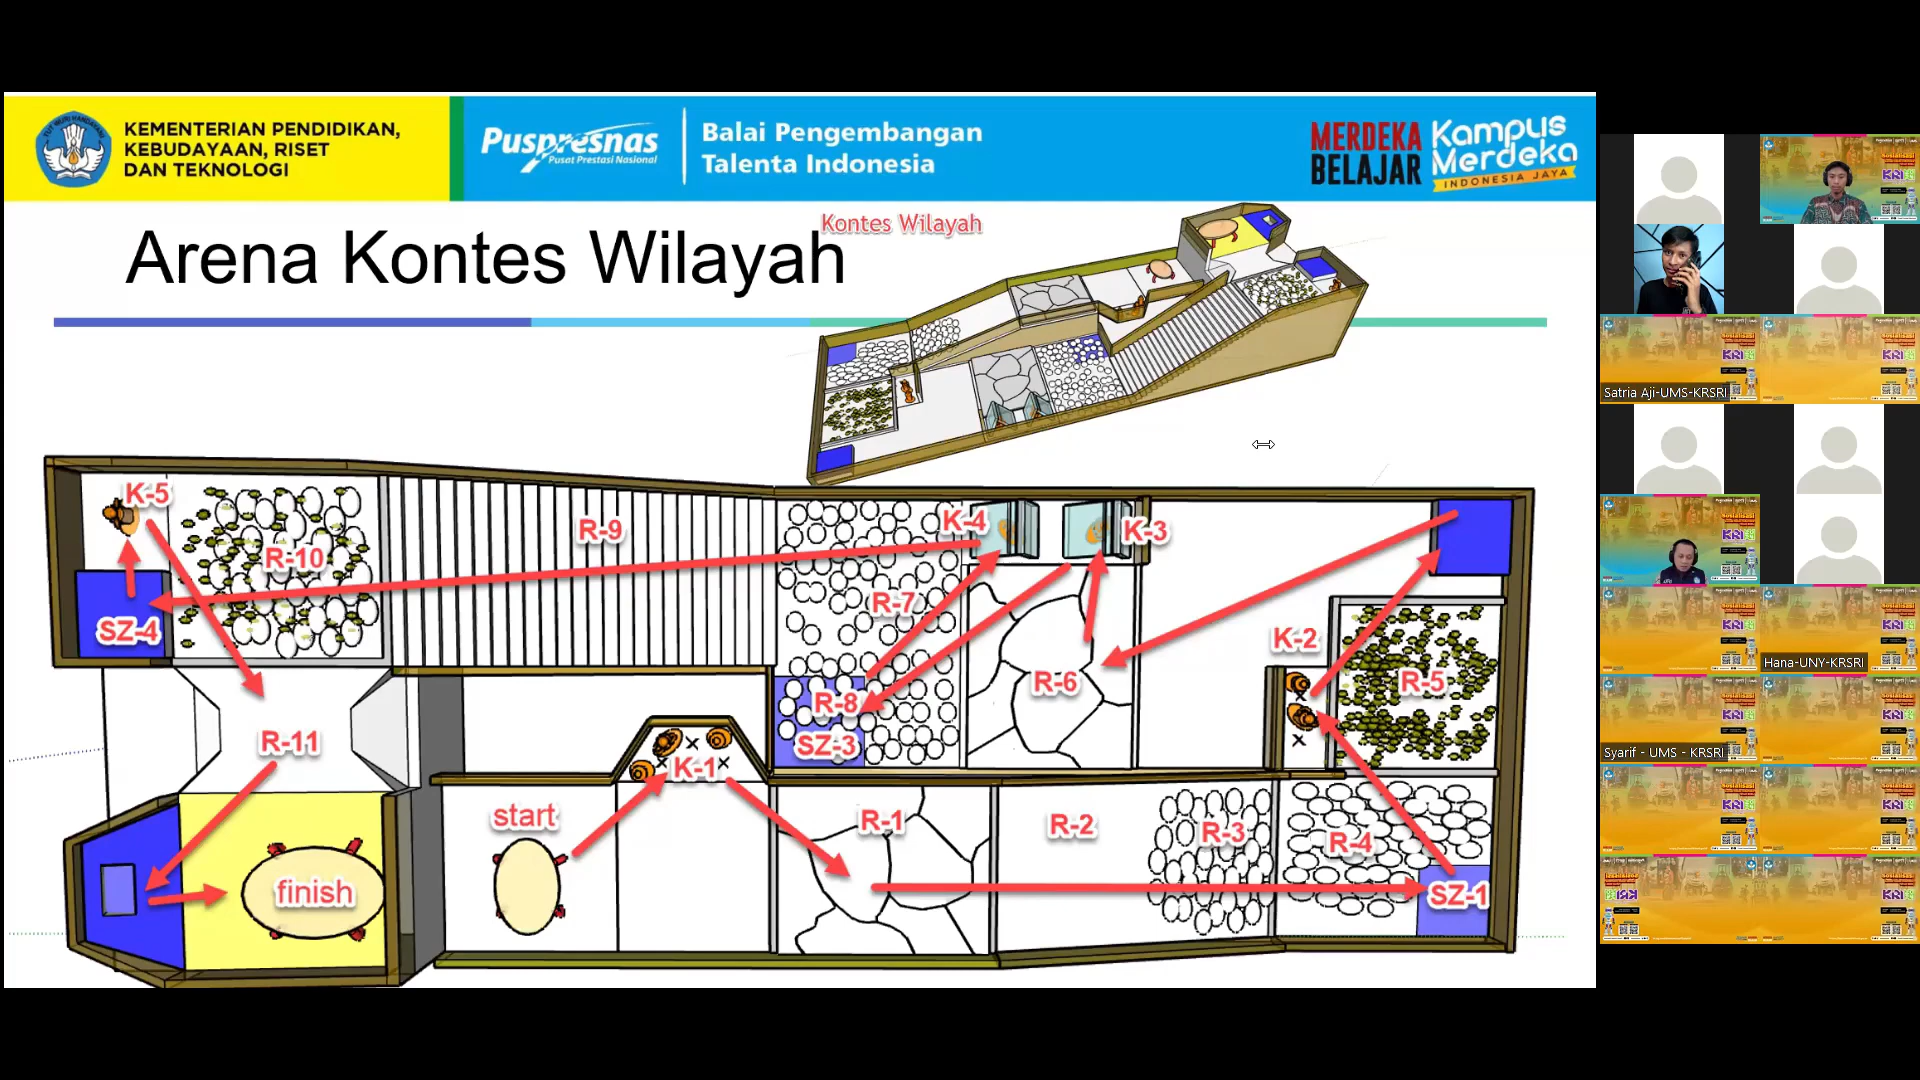 KEMENTERIAN PENDIDIKAN,
KEBUDAYAAN, RISET
DAN TEKNOLOGI
Puspresnas
Pusat Prestasi Nasional
Balai Pengembangan
Talenta Indonesia
MERDEKA
BELAJAR
Kampus
Merdeka
INDONESIA JAYA
Arena Kontes Wilayah
Kontes Wilayah
K-5
R-10
R-9
K-4
K-3
SZ-4
R-7
R-8
SZ-3
R-6
K-2
R-5
R-11
K-1
start
R-1
R-2
R-3
R-4
SZ-1
finish
Satria Aji-UMS-KRSRI
Hana-UNY-KRSRI
Syarif - UMS - KRSRI